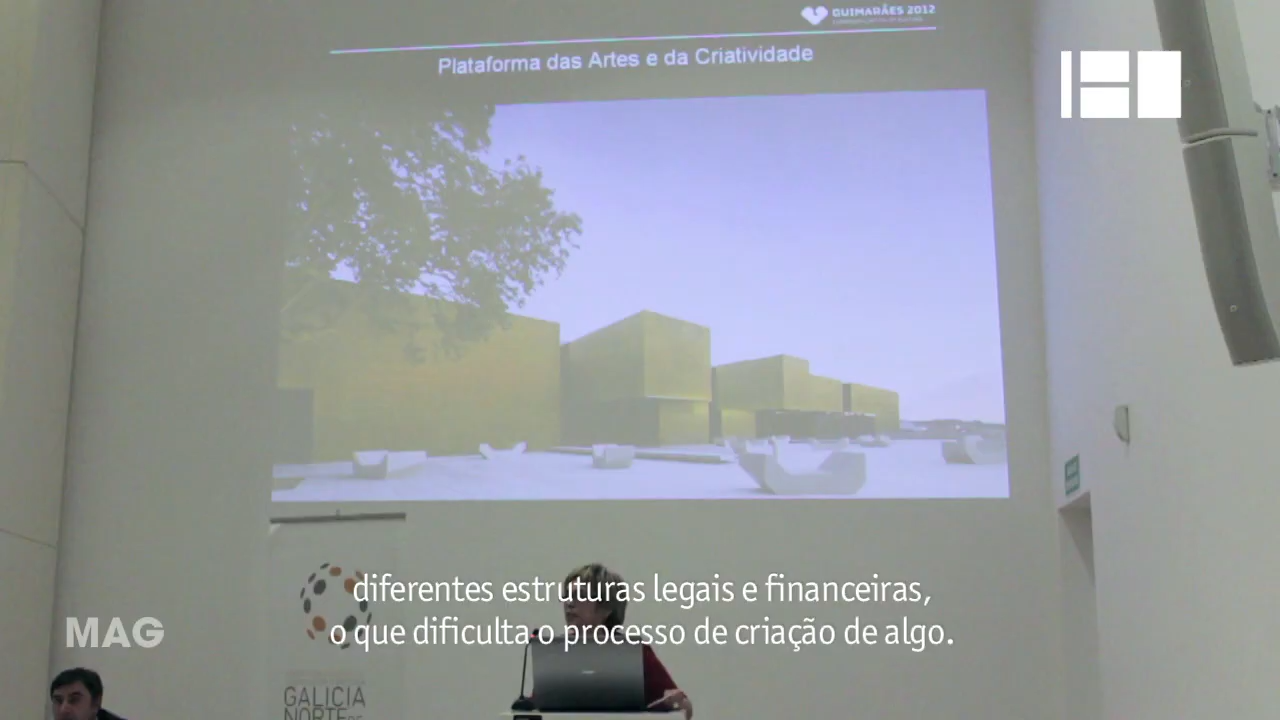 GUIMARÃES 2012
Plataforma das Artes e da Criatividade
diferentes estruturas legais e financeiras,
o que dificulta o processo de criação de algo.
MAG
GALICIA
NORTE DE